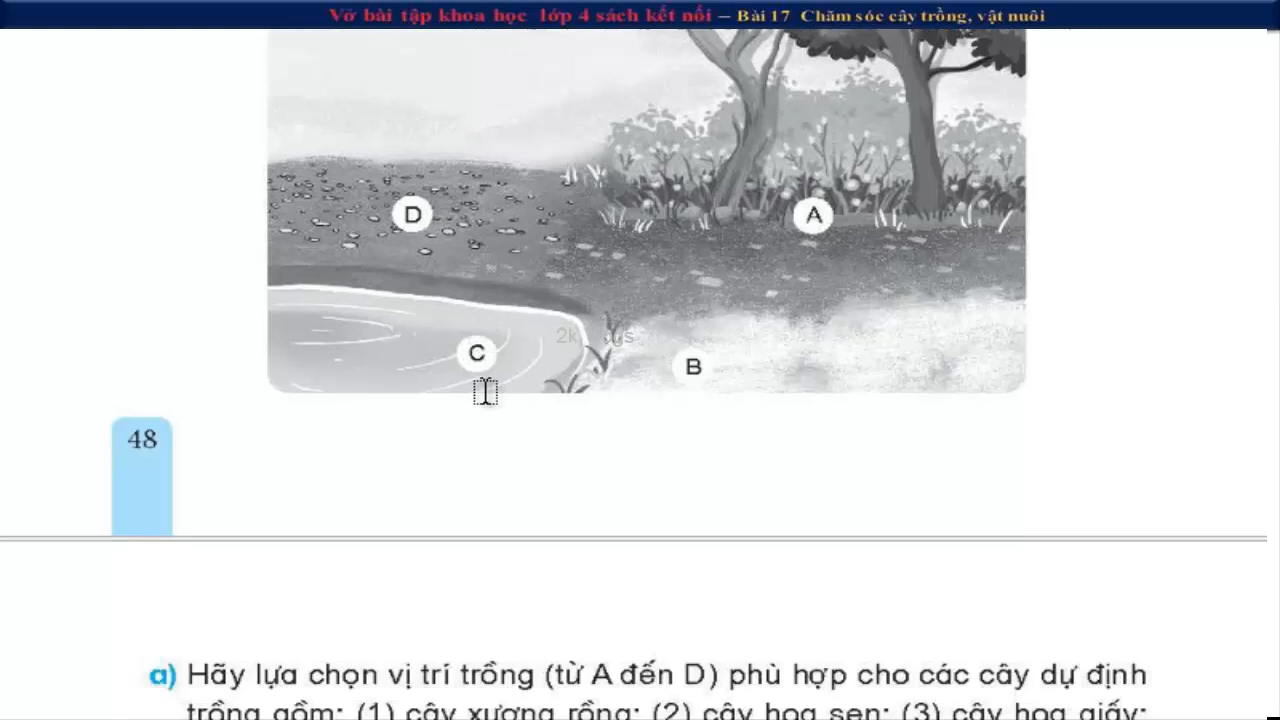 Vở bài tập khoa học lớp 4 sách kết nối – Bài 17 Chăm sóc cây trồng, vật nuôi
D
A
C
B
48
a) Hãy lựa chọn vị trí trồng (từ A đến D) phù hợp cho các cây dự định
trồng gồm: (1) cây xương rồng; (2) cây hoa sen; (3) cây hoa giấy;